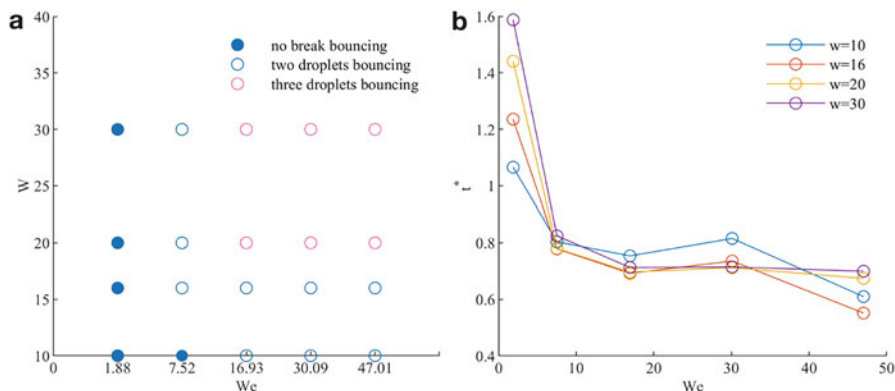 a
40
35
30
25
20
15
10
W
no break bouncing
two droplets bouncing
three droplets bouncing
0 1.88 7.52 16.93 30.09 47.01
We
b
1.6
1.4
1.2
1
0.8
0.6
0.4
t*
w=10
w=16
w=20
w=30
0 10 20 30 40 50
We